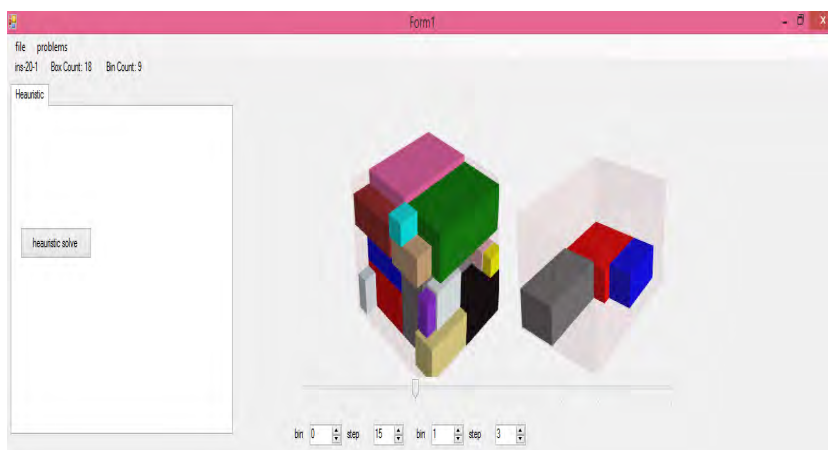 Form1
file problems
ins-20-1 Box Count: 18 Bin Count: 9
Heauristic
heauristic solve
bin 0 step 15 bin 1 step 3